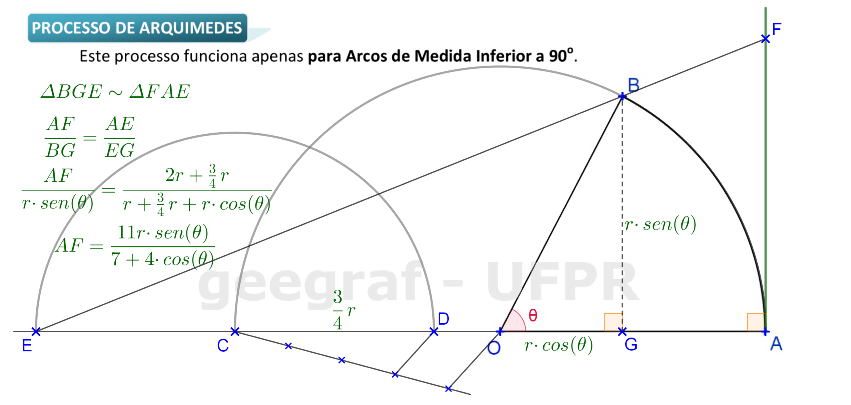 PROCESSO DE ARQUIMEDES
Este processo funciona apenas para Arcos de Medida Inferior a 90º.
ΔBGE ∼ ΔFAE
AF/BG = AE/EG
AF/(r·sen(θ)) = (2r + 3/4 r)/(r + 3/4 r + r·cos(θ))
AF = 11r·sen(θ)/(7 + 4·cos(θ))
F
B
r·sen(θ)
geegraf - UFPR
3/4 r
D
θ
E
C
O
r·cos(θ)
G
A